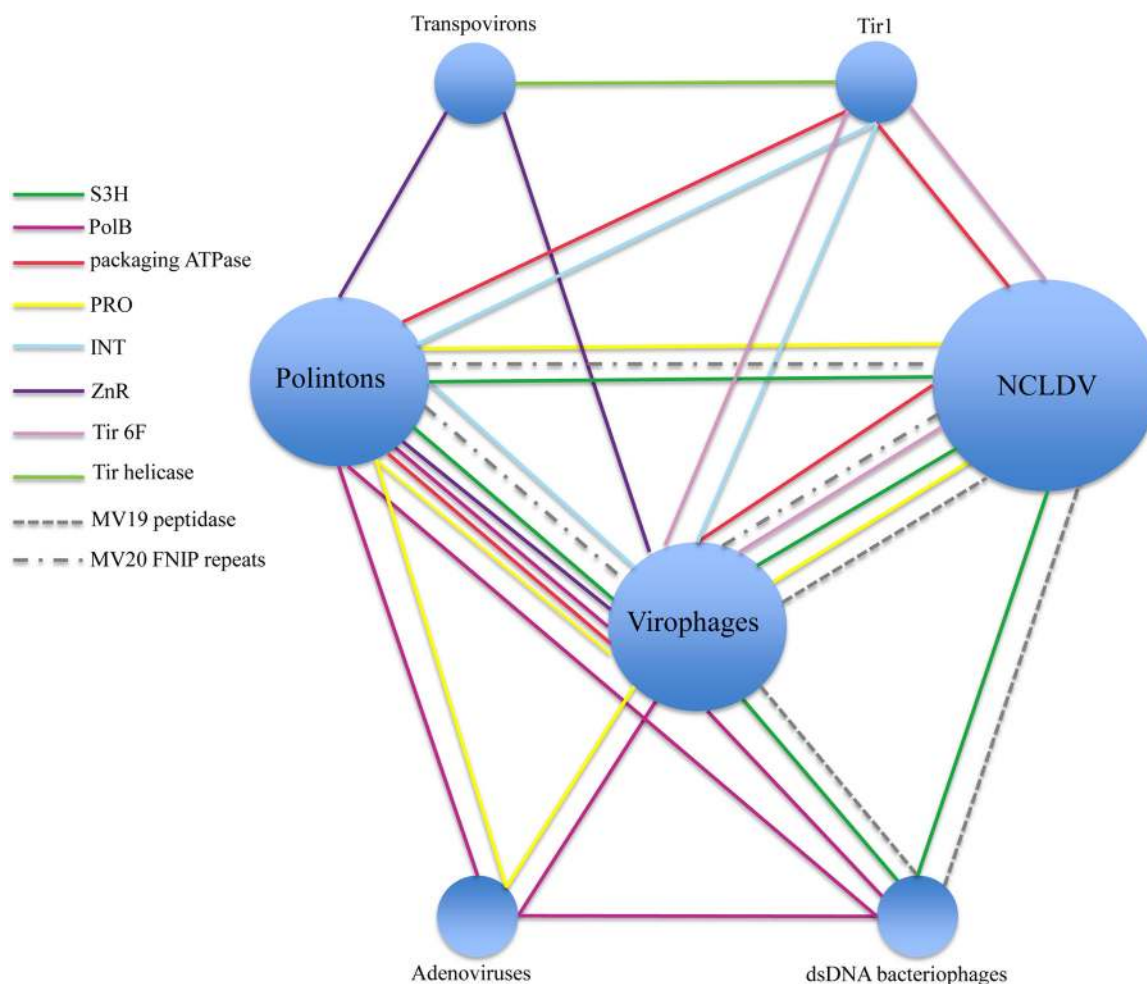 Transpovirons
Tir1
S3H
PolB
packaging ATPase
PRO
INT
ZnR
Tir 6F
Tir helicase
MV19 peptidase
MV20 FNIP repeats
Polintons
NCLDV
Virophages
Adenoviruses
dsDNA bacteriophages